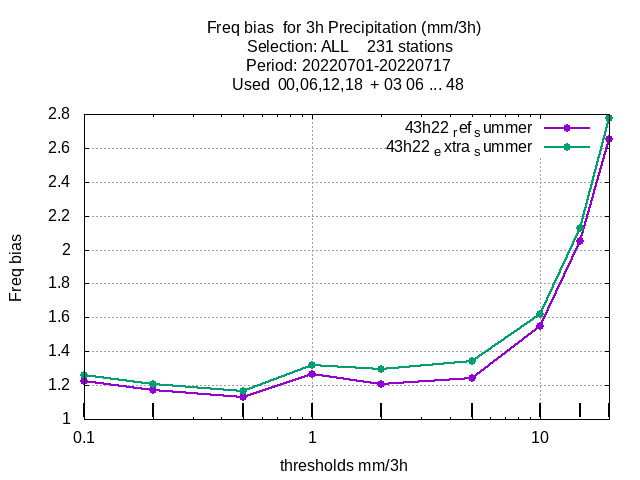 Freq bias  for 3h Precipitation (mm/3h)
Selection: ALL    231 stations
Period: 20220701-20220717
Used  00,06,12,18  + 03 06 ... 48
43h22 ref summer
43h22 extra summer
2.8
2.6
2.4
2.2
2
1.8
1.6
1.4
1.2
1
Freq bias
0.1 1 10
thresholds mm/3h